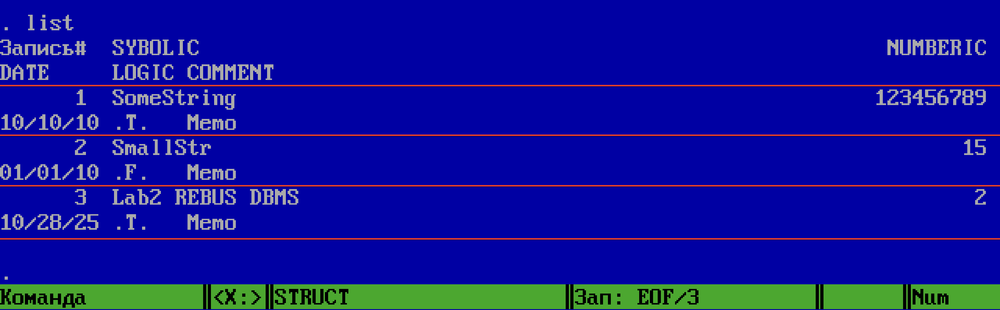 . list
Запись# SYBOLIC NUMBERIC
DATE LOGIC COMMENT
1 SomeString 123456789
10/10/10 .T. Memo
2 SmallStr 15
01/01/10 .F. Memo
3 Lab2 REBUS DBMS 2
10/28/25 .T. Memo
.
Команда <X:> STRUCT Зап: EOF/3 Num